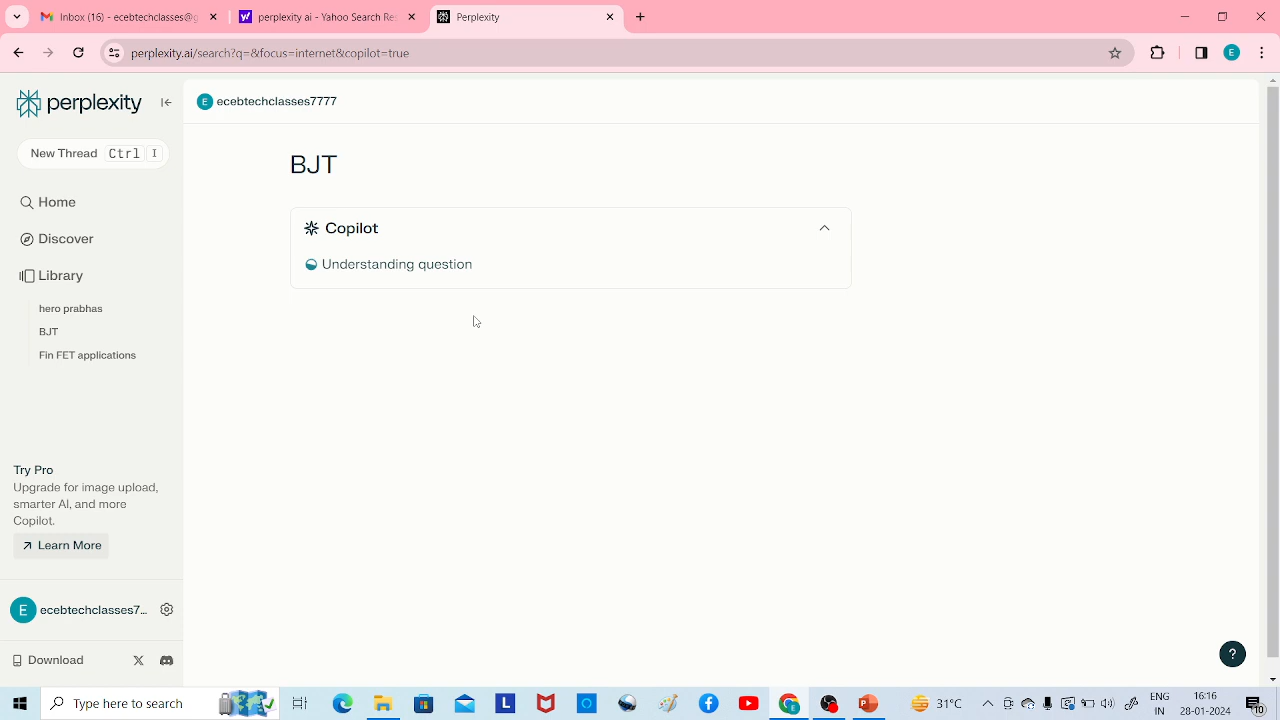 Inbox (16) - ecebtechclasses@g
perplexity ai - Yahoo Search Re
Perplexity
perplexity.ai/search?q=&focus=internet&copilot=true
E
perplexity
E ecebtechclasses7777
New Thread Ctrl I
BJT
Home
Copilot
Discover
Understanding question
Library
hero prabhas
BJT
Fin FET applications
Try Pro
Upgrade for image upload,
smarter AI, and more
Copilot.
Learn More
E ecebtechclasses7...
Download
?
Type here to search
31°C
ENG
IN
16:16
28-01-2024